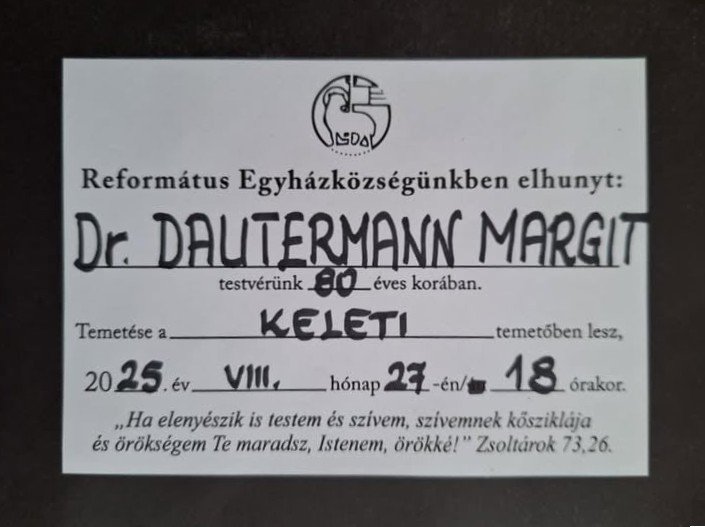 Református Egyházközségünkben elhunyt:
Dr. DAUTERMANN MARGIT
testvérünk 80 éves korában.
Temetése a KELETI temetőben lesz,
2025. év VIII. hónap 27-én/ 18 órakor.
„Ha elenyészik is testem és szívem, szívemnek kősziklája
és örökségem Te maradsz, Istenem, örökké!” Zsoltárok 73,26.